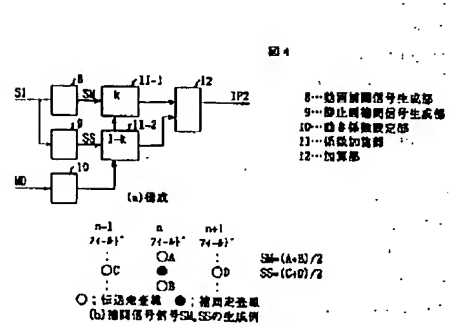 図4
8
11-1
12
S1
SM
k
IP2
9
11-2
SS
1-k
MD
10
(a)構成
8…動画補間信号生成部
9…静止画補間信号生成部
10…動き係数設定部
11…係数加算部
12…加算部
n-1 n n+1
フィールド フィールド フィールド
○A
○C ● ○D
○B
SM=(A+B)/2
SS=(C+D)/2
○;伝送走査線 ●;補間走査線
(b)補間信号信号SM,SSの生成例